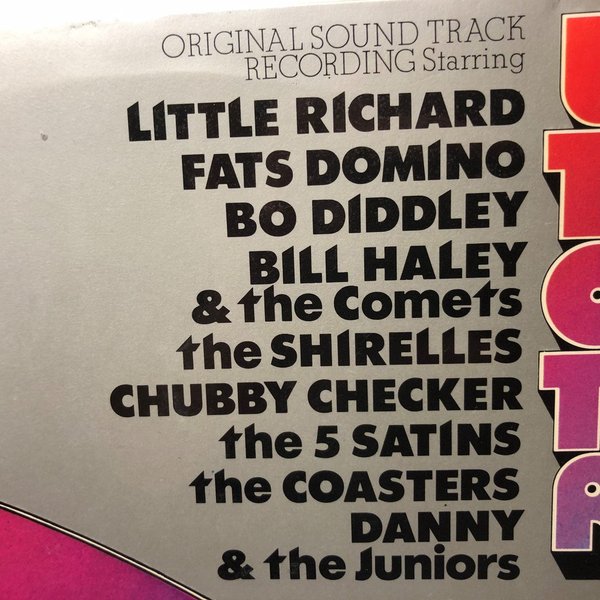 ORIGINAL SOUND TRACK
RECORDING Starring
LITTLE RICHARD
FATS DOMINO
BO DIDDLEY
BILL HALEY
& the Comets
the SHIRELLES
CHUBBY CHECKER
the 5 SATINS
the COASTERS
DANNY
& the Juniors